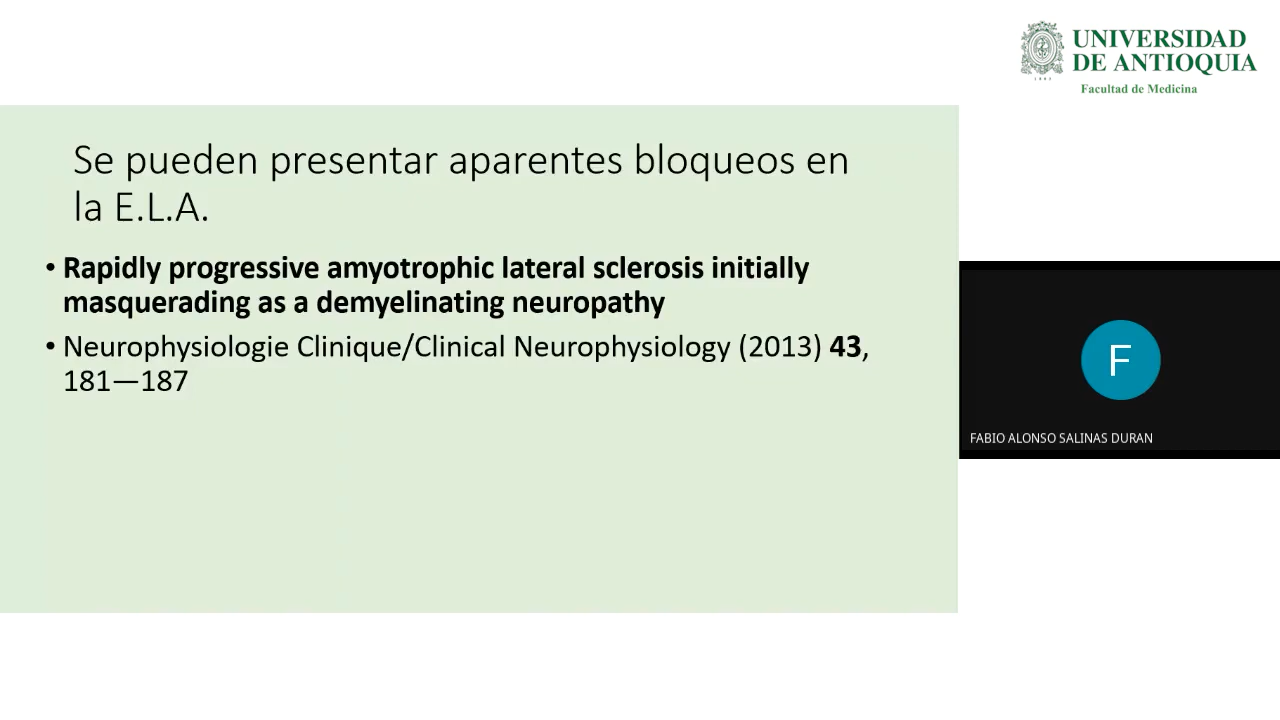 UNIVERSIDAD
DE ANTIOQUIA
1803
Facultad de Medicina
Se pueden presentar aparentes bloqueos en
la E.L.A.
• Rapidly progressive amyotrophic lateral sclerosis initially
masquerading as a demyelinating neuropathy
• Neurophysiologie Clinique/Clinical Neurophysiology (2013) 43,
181—187
F
FABIO ALONSO SALINAS DURAN